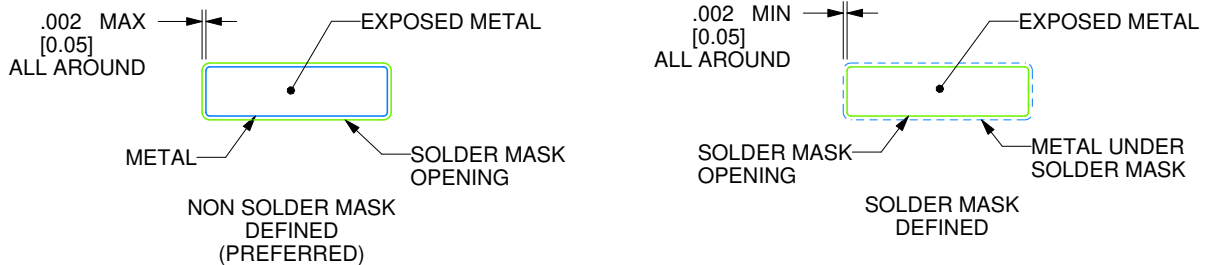 .002 MAX
[0.05]
ALL AROUND
EXPOSED METAL
METAL
SOLDER MASK
OPENING
NON SOLDER MASK
DEFINED
(PREFERRED)
.002 MIN
[0.05]
ALL AROUND
EXPOSED METAL
SOLDER MASK
OPENING
METAL UNDER
SOLDER MASK
SOLDER MASK
DEFINED